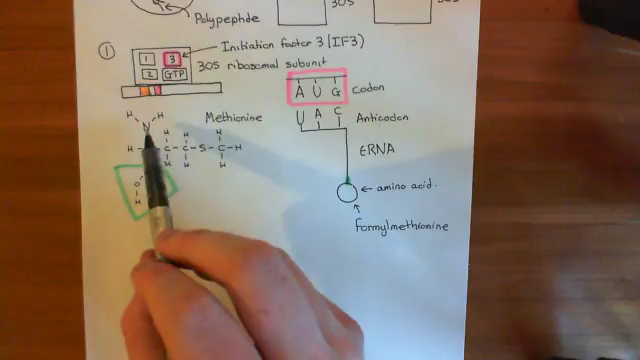 Polypeptide
30S
① Initiation factor 3 (IF3)
1 3
2 GTP
30S ribosomal subunit
A U G Codon
U A C Anticodon
tRNA
amino acid.
Formylmethionine
Methionine
H H
N
H C C S C H
H H H
H H H
O
H